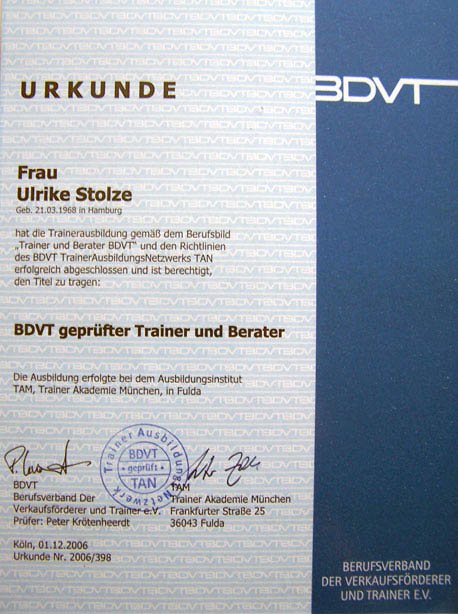 URKUNDE
BDVT
Frau
Ulrike Stolze
Geb. 21.03.1968 in Hamburg
hat die Trainerausbildung gemäß dem Berufsbild
„Trainer und Berater BDVT" und den Richtlinien
des BDVT TrainerAusbildungsNetzwerks TAN
erfolgreich abgeschlossen und ist berechtigt,
den Titel zu tragen:
BDVT geprüfter Trainer und Berater
Die Ausbildung erfolgte bei dem Ausbildungsinstitut
TAM, Trainer Akademie München, in Fulda
Trainer Ausbildung Netzwerk
BDVT
geprüft
TAN
BDVT
Berufsverband Der
Verkaufsförderer und Trainer e.V.
Prüfer: Peter Krötenheerdt
TAM
Trainer Akademie München
Frankfurter Straße 25
36043 Fulda
Köln, 01.12.2006
Urkunde Nr. 2006/398
BERUFSVERBAND
DER VERKAUFSFÖRDERER
UND TRAINER E.V.